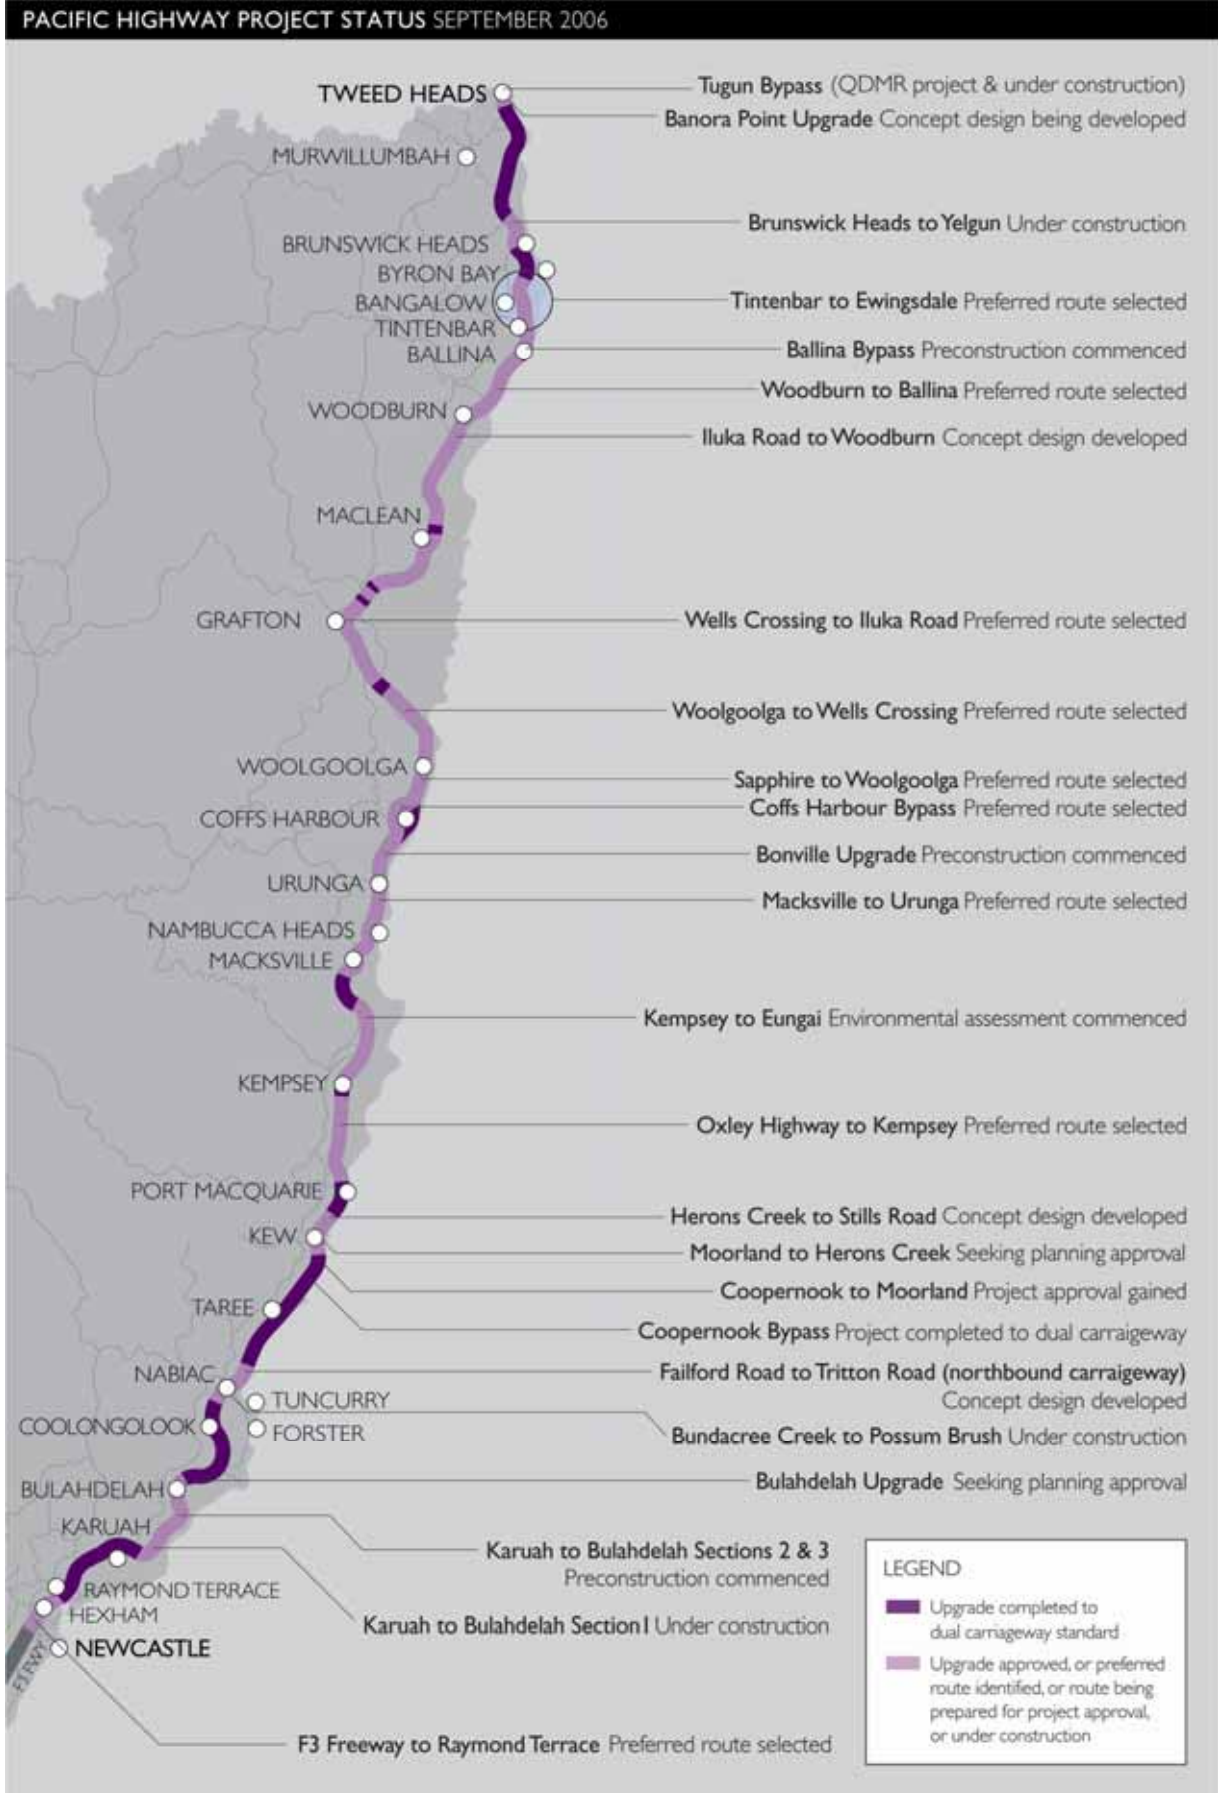 PACIFIC HIGHWAY PROJECT STATUS SEPTEMBER 2006
TWEED HEADS
Tugun Bypass (QDMR project & under construction)
Banora Point Upgrade Concept design being developed
MURWILLUMBAH
Brunswick Heads to Yelgun Under construction
BRUNSWICK HEADS
BYRON BAY
BANGALOW
Tintenbar to Ewingsdale Preferred route selected
TINTENBAR
BALLINA
Ballina Bypass Preconstruction commenced
Woodburn to Ballina Preferred route selected
WOODBURN
Iluka Road to Woodburn Concept design developed
MACLEAN
GRAFTON
Wells Crossing to Iluka Road Preferred route selected
Woolgoolga to Wells Crossing Preferred route selected
WOOLGOOLGA
Sapphire to Woolgoolga Preferred route selected
Coffs Harbour Bypass Preferred route selected
COFFS HARBOUR
Bonville Upgrade Preconstruction commenced
URUNGA
Macksville to Urunga Preferred route selected
NAMBUCCA HEADS
MACKSVILLE
Kempsey to Eungai Environmental assessment commenced
KEMPSEY
Oxley Highway to Kempsey Preferred route selected
PORT MACQUARIE
Herons Creek to Stills Road Concept design developed
KEW
Moorland to Herons Creek Seeking planning approval
Coopernook to Moorland Project approval gained
TAREE
Coopernook Bypass Project completed to dual carraigeway
NABIAC
Failford Road to Tritton Road (northbound carraigeway)
Concept design developed
TUNCURRY
COOLONGOLOOK
FORSTER
Bundacree Creek to Possum Brush Under construction
BULAHDELAH
Bulahdelah Upgrade Seeking planning approval
KARUAH
Karuah to Bulahdelah Sections 2 & 3
Preconstruction commenced
RAYMOND TERRACE
HEXHAM
Karuah to Bulahdelah Section1 Under construction
NEWCASTLE
F3 FWY
F3 Freeway to Raymond Terrace Preferred route selected
LEGEND
Upgrade completed to
dual carriageway standard
Upgrade approved, or preferred
route identified, or route being
prepared for project approval,
or under construction